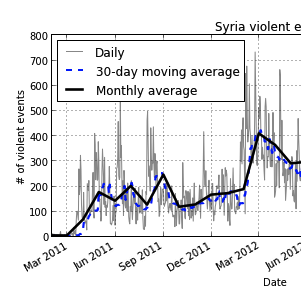 Syria violent e
800
700
600
500
400
300
200
100
0
# of violent events
Daily
30-day moving average
Monthly average
Mar 2011
Jun 2011
Sep 2011
Dec 2011
Mar 2012
Jun 201
Date